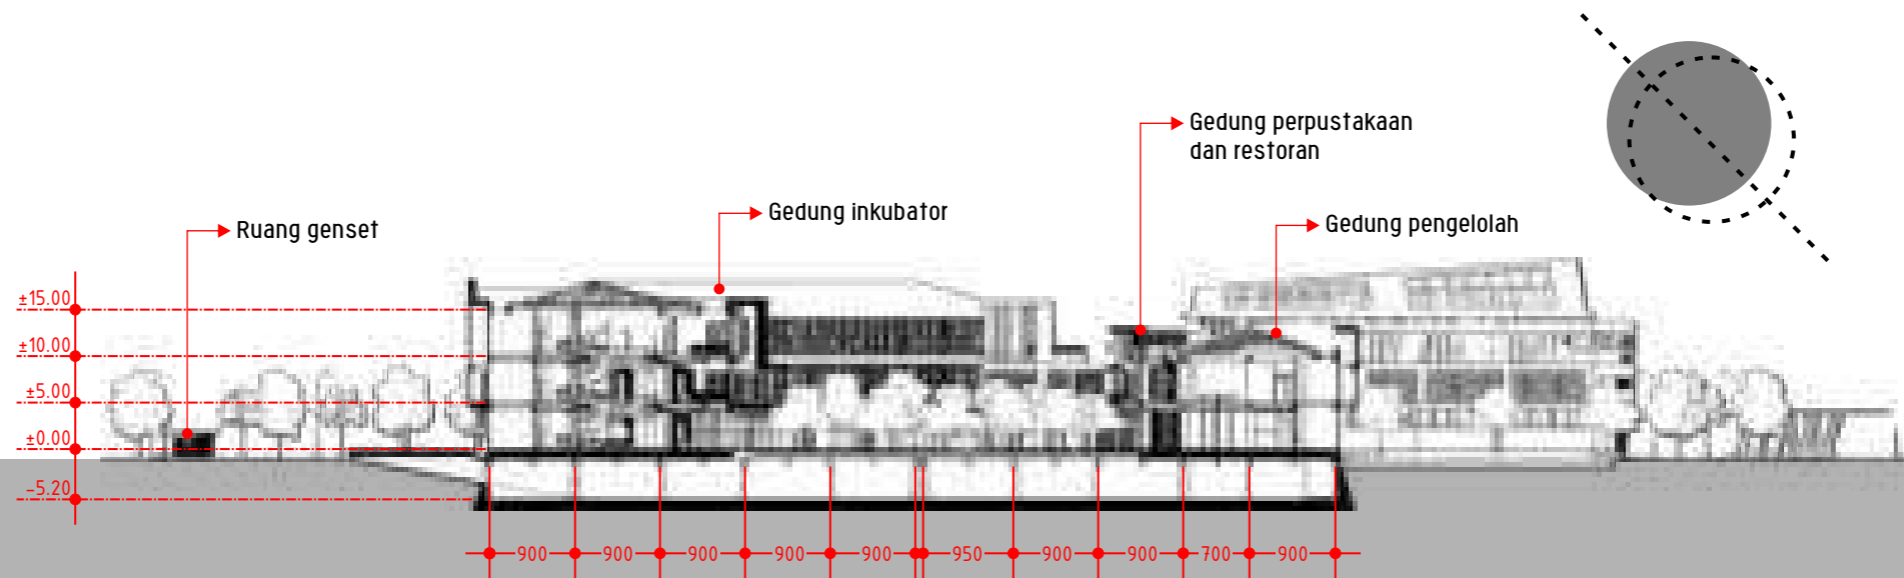 Gedung perpustakaan
dan restoran
Gedung inkubator
Gedung pengelolah
Ruang genset
±15.00
±10.00
±5.00
±0.00
-5.20
900 900 900 900 900 950 900 900 700 900